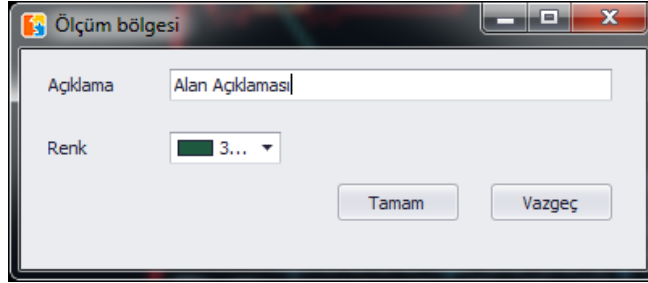 Ölçüm bölgesi
Açıklama Alan Açıklaması
Renk 3...
Tamam Vazgeç